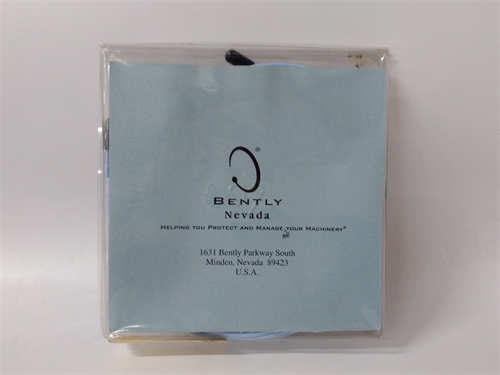 ®
BENTLY
Nevada
HELPING YOU PROTECT AND MANAGE YOUR MACHINERY®
1631 Bently Parkway South
Minden, Nevada 89423
U.S.A.